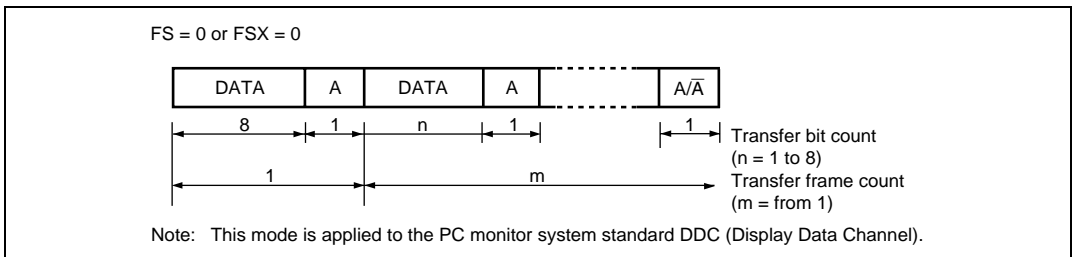 FS = 0 or FSX = 0
DATA A DATA A A/A̅
8 1 n 1 1
Transfer bit count
(n = 1 to 8)
1 m
Transfer frame count
(m = from 1)
Note: This mode is applied to the PC monitor system standard DDC (Display Data Channel).